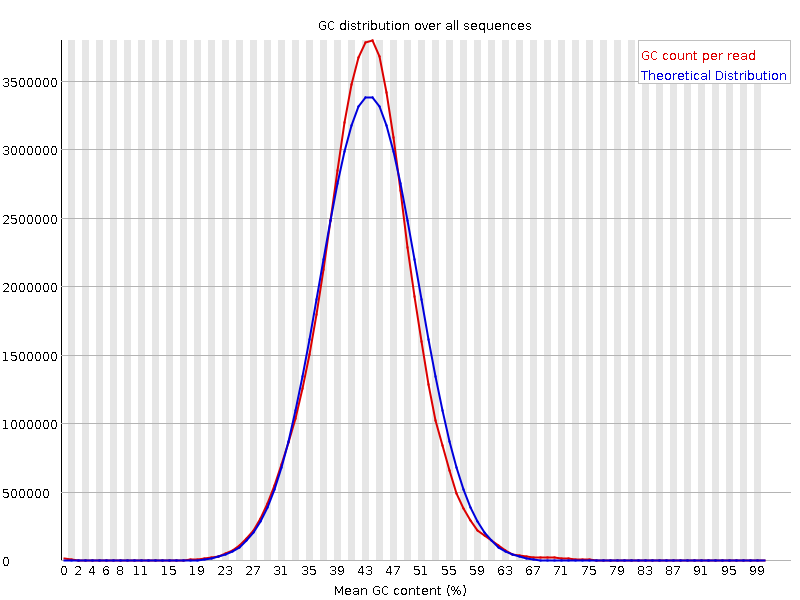 GC distribution over all sequences
GC count per read
Theoretical Distribution
3500000
3000000
2500000
2000000
1500000
1000000
500000
0
0 2 4 6 8 11 15 19 23 27 31 35 39 43 47 51 55 59 63 67 71 75 79 83 87 91 95 99
Mean GC content (%)